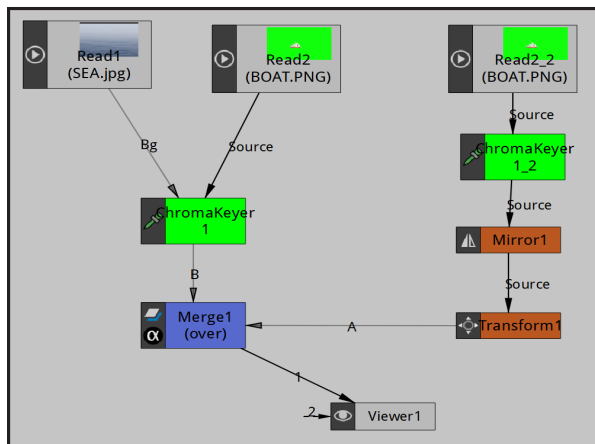 Read1
(SEA.jpg)
Read2
(BOAT.PNG)
Read2_2
(BOAT.PNG)
Bg
Source
Source
ChromaKeyer
1_2
Source
ChromaKeyer
1
Mirror1
B
Source
Merge1
(over)
α
A
Transform1
1
2
Viewer1